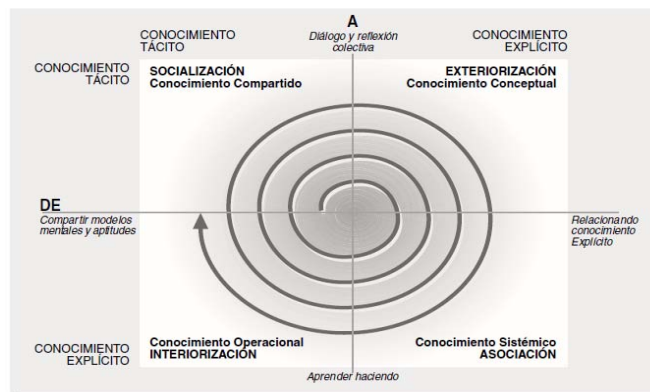 A
CONOCIMIENTO
TÁCITO
Diálogo y reflexión
colectiva
CONOCIMIENTO
EXPLÍCITO
CONOCIMIENTO
TÁCITO
SOCIALIZACIÓN
Conocimiento Compartido
EXTERIORIZACIÓN
Conocimiento Conceptual
DE
Compartir modelos
mentales y aptitudes
Relacionando
conocimiento
Explícito
CONOCIMIENTO
EXPLÍCITO
Conocimiento Operacional
INTERIORIZACIÓN
Conocimiento Sistémico
ASOCIACIÓN
Aprender haciendo